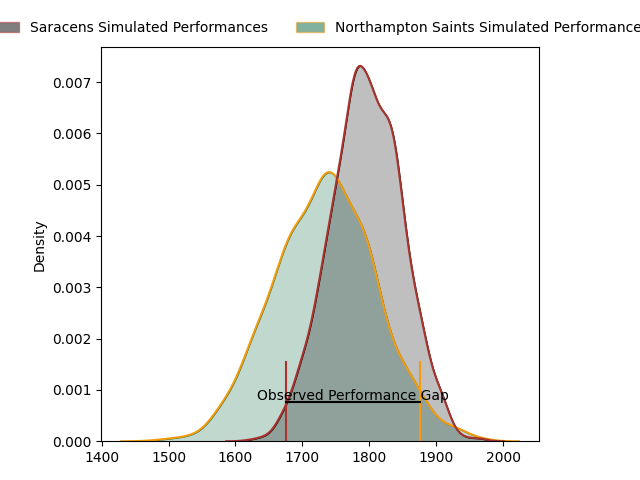 Saracens Simulated Performances Northampton Saints Simulated Performance
0.007
0.006
0.005
0.004
0.003
0.002
0.001
0.000
Density
Observed Performance Gap
1400 1500 1600 1700 1800 1900 2000